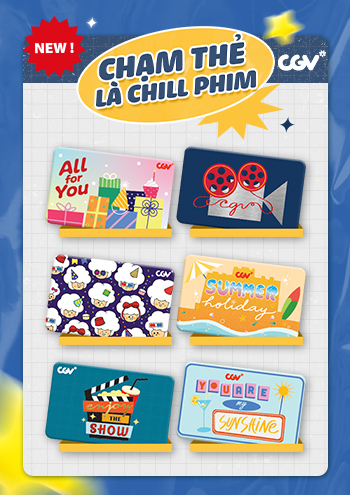 NEW !
CHẠM THẺ
LÀ CHILL PHIM
CGV*
All
for
You
CGV
cgv
CGV
SUMMER
holiday
CGV
enjoy
THE
SHOW
CGV
YOU ARE
my
SUNSHINE